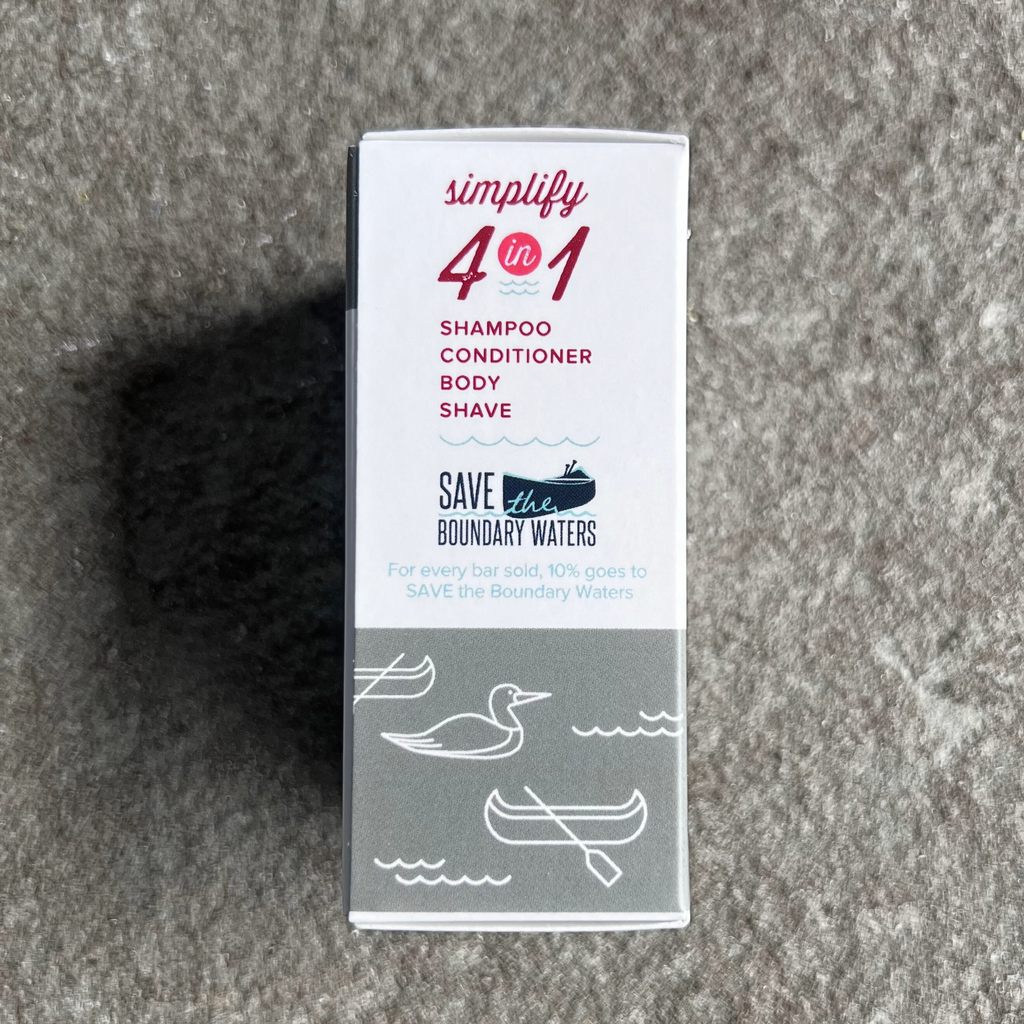 simplify
4 in 1
SHAMPOO
CONDITIONER
BODY
SHAVE
SAVE the
BOUNDARY WATERS
For every bar sold, 10% goes to
SAVE the Boundary Waters